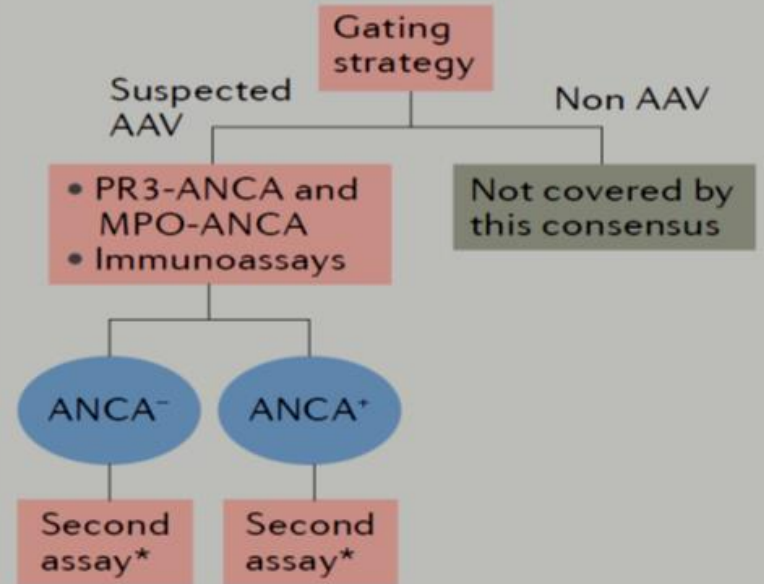 Gating
strategy
Suspected
AAV
Non AAV
• PR3-ANCA and
MPO-ANCA
• Immunoassays
Not covered by
this consensus
ANCA⁻
ANCA⁺
Second
assay*
Second
assay*